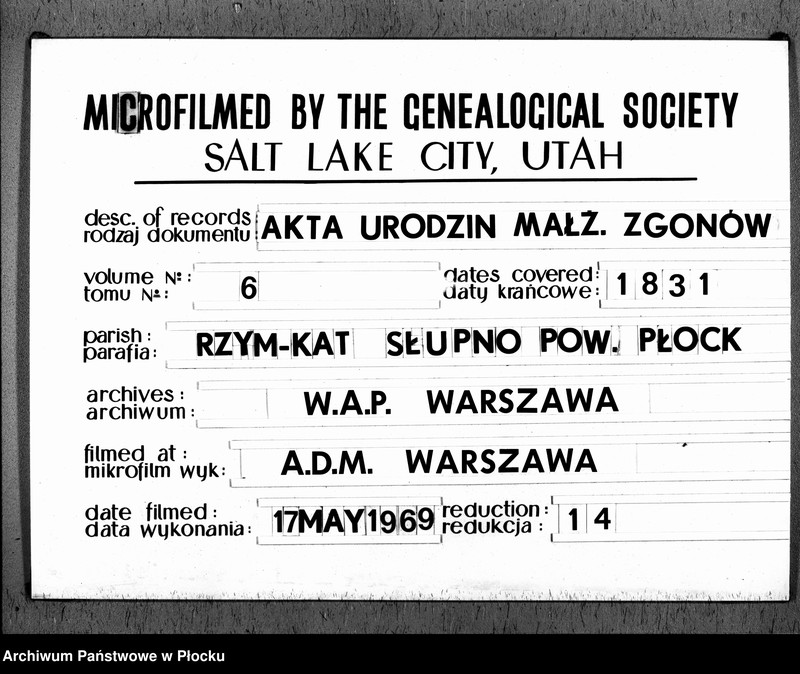 MICROFILMED BY THE GENEALOGICAL SOCIETY
SALT LAKE CITY, UTAH
desc. of records
rodzaj dokumentu: AKTA URODZIN MAŁŻ. ZGONÓW
volume Nº:
tomu Nº: 6
dates covered:
daty krańcowe: 1831
parish:
parafia: RZYM-KAT SŁUPNO POW. PŁOCK
archives:
archiwum: W.A.P. WARSZAWA
filmed at:
mikrofilm wyk: A.D.M. WARSZAWA
date filmed:
data wykonania: 17MAY1969
reduction:
redukcja: 14
Archiwum Państwowe w Płocku